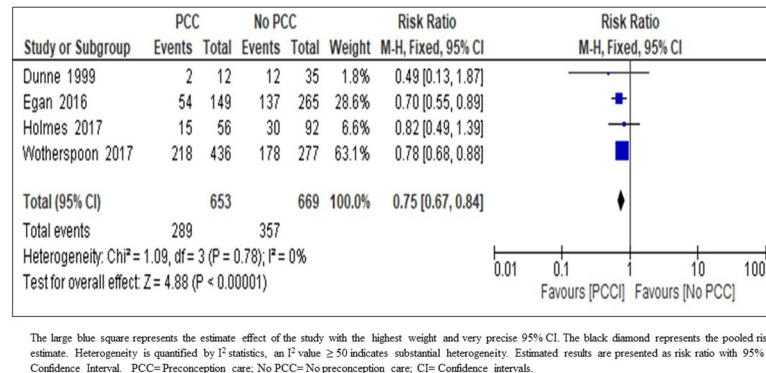 PCC No PCC Risk Ratio Risk Ratio
Study or Subgroup Events Total Events Total Weight M-H, Fixed, 95% CI M-H, Fixed, 95% CI
Dunne 1999 2 12 12 35 1.8% 0.49 [0.13, 1.87]
Egan 2016 54 149 137 265 28.6% 0.70 [0.55, 0.89]
Holmes 2017 15 56 30 92 6.6% 0.82 [0.49, 1.39]
Wotherspoon 2017 218 436 178 277 63.1% 0.78 [0.68, 0.88]
Total (95% CI) 653 669 100.0% 0.75 [0.67, 0.84]
Total events 289 357
Heterogeneity: Chi² = 1.09, df = 3 (P = 0.78); I² = 0%
Test for overall effect: Z = 4.88 (P < 0.00001)
0.01 0.1 1 10 100
Favours [PCCI] Favours [No PCC]
The large blue square represents the estimate effect of the study with the highest weight and very precise 95% CI. The black diamond represents the pooled ris
estimate. Heterogeneity is quantified by I² statistics, an I² value ≥ 50 indicates substantial heterogeneity. Estimated results are presented as risk ratio with 95%
Confidence Interval. PCC= Preconception care; No PCC= No preconception care; CI= Confidence intervals.